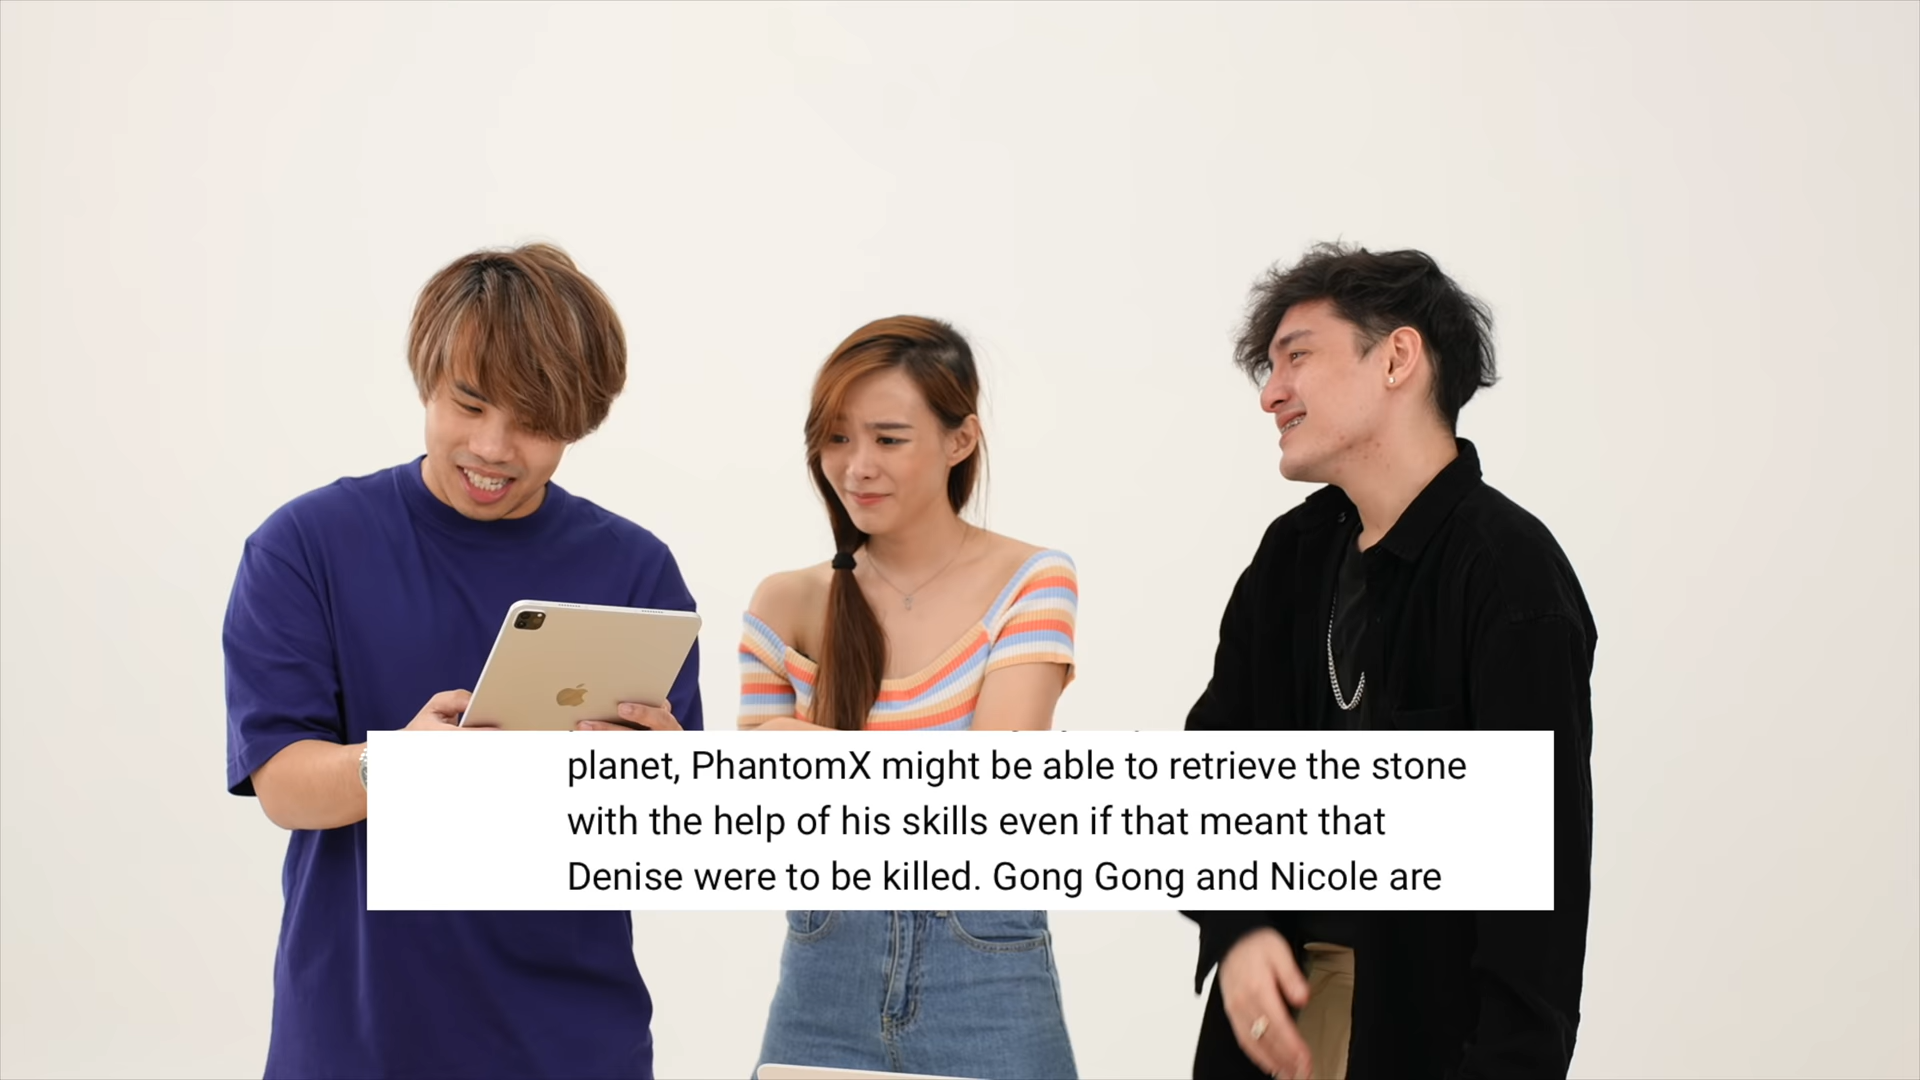 planet, PhantomX might be able to retrieve the stone
with the help of his skills even if that meant that
Denise were to be killed. Gong Gong and Nicole are